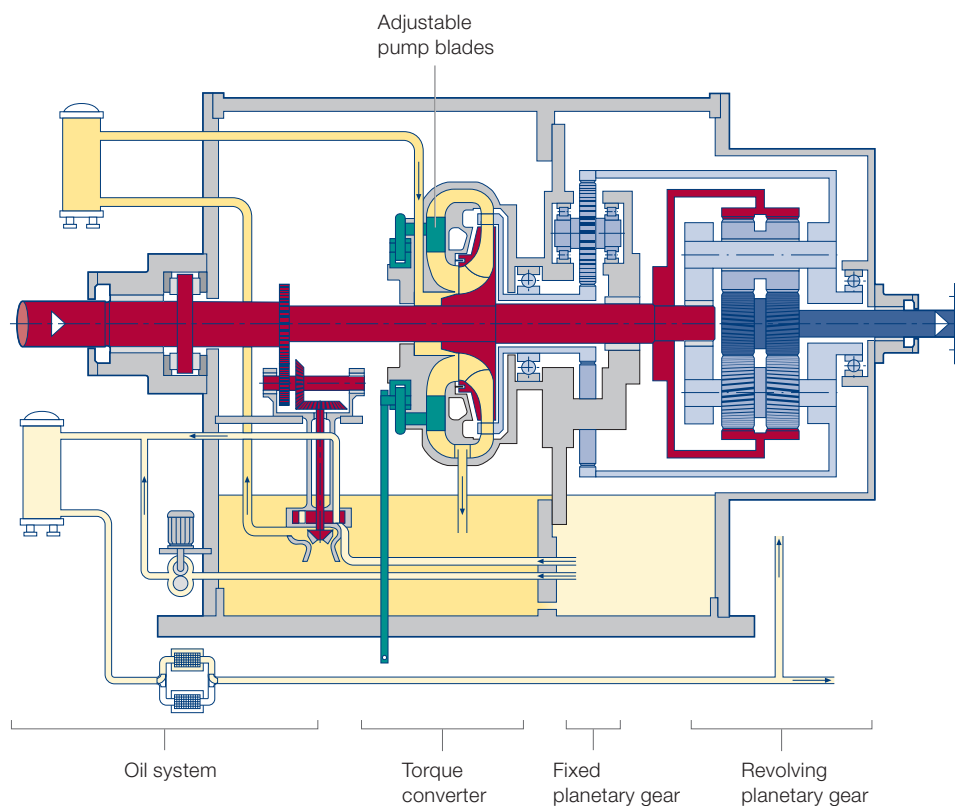 Adjustable
pump blades
Oil system
Torque
converter
Fixed
planetary gear
Revolving
planetary gear